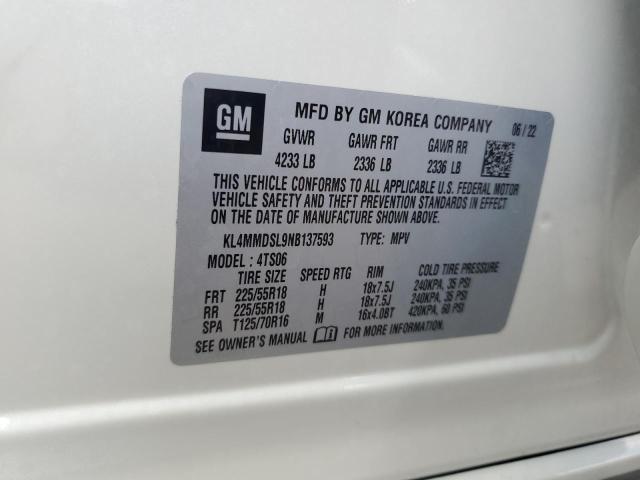 GM
MFD BY GM KOREA COMPANY 06 / 22
GVWR GAWR FRT GAWR RR
4233 LB 2336 LB 2336 LB
THIS VEHICLE CONFORMS TO ALL APPLICABLE U.S. FEDERAL MOTOR
VEHICLE SAFETY AND THEFT PREVENTION STANDARDS IN EFFECT
ON THE DATE OF MANUFACTURE SHOWN ABOVE.
KL4MMDSL9NB137593 TYPE: MPV
MODEL : 4TS06
TIRE SIZE SPEED RTG RIM COLD TIRE PRESSURE
FRT 225/55R18 H 18x7.5J 240KPA, 35 PSI
RR 225/55R18 H 18x7.5J 240KPA, 35 PSI
SPA T125/70R16 M 16x4.0BT 420KPA, 60 PSI
SEE OWNER'S MANUAL FOR MORE INFORMATION.